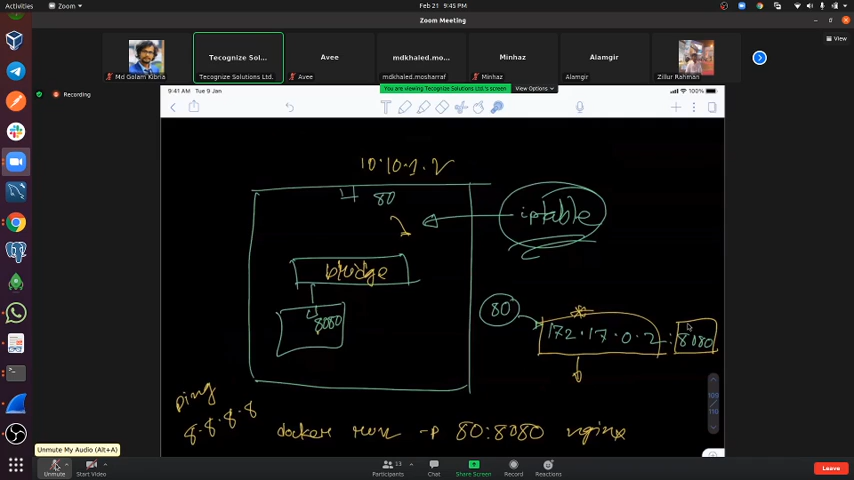 Zoom
Feb 21 9:45 PM
Zoom Meeting
View
Tecognize Sol...
Avee
mdkhaled.mo...
Minhaz
Alamgir
Md Golam Kibria
Tecognize Solutions Ltd.
Avee
mdkhaled.mosharraf
Minhaz
Alamgir
Zillur Rahman
Recording
You are viewing Tecognize Solutions Ltd.'s screen
View Options
9:41 AM Tue 9 Jan
100%
10.10.1.2
80
iptable
bridge
8080
80
172.17.0.2:8080
ping
8.8.8.8
docker run -p 80:8080 nginx
109
110
Unmute My Audio (Alt+A)
Unmute
Start Video
13
Participants
Chat
Share Screen
Record
Reactions
Leave